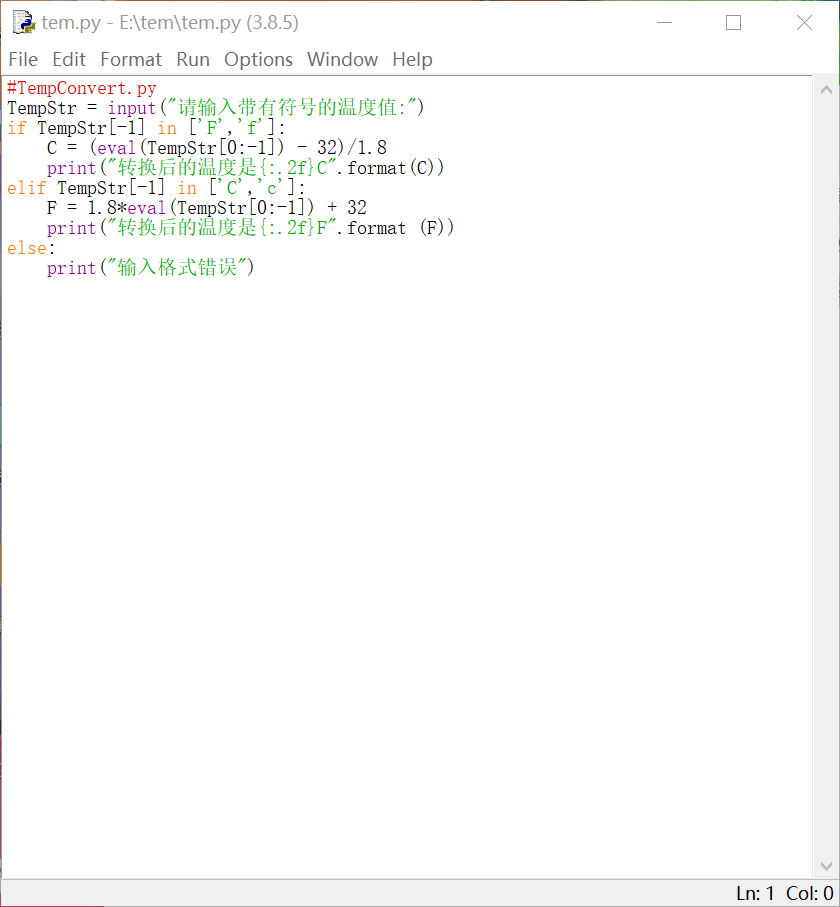 tem.py - E:\tem\tem.py (3.8.5)
File Edit Format Run Options Window Help
#TempConvert.py
TempStr = input("请输入带有符号的温度值:")
if TempStr[-1] in ['F','f']:
    C = (eval(TempStr[0:-1]) - 32)/1.8
    print("转换后的温度是{:.2f}C".format(C))
elif TempStr[-1] in ['C','c']:
    F = 1.8*eval(TempStr[0:-1]) + 32
    print("转换后的温度是{:.2f}F".format (F))
else:
    print("输入格式错误")
Ln: 1 Col: 0